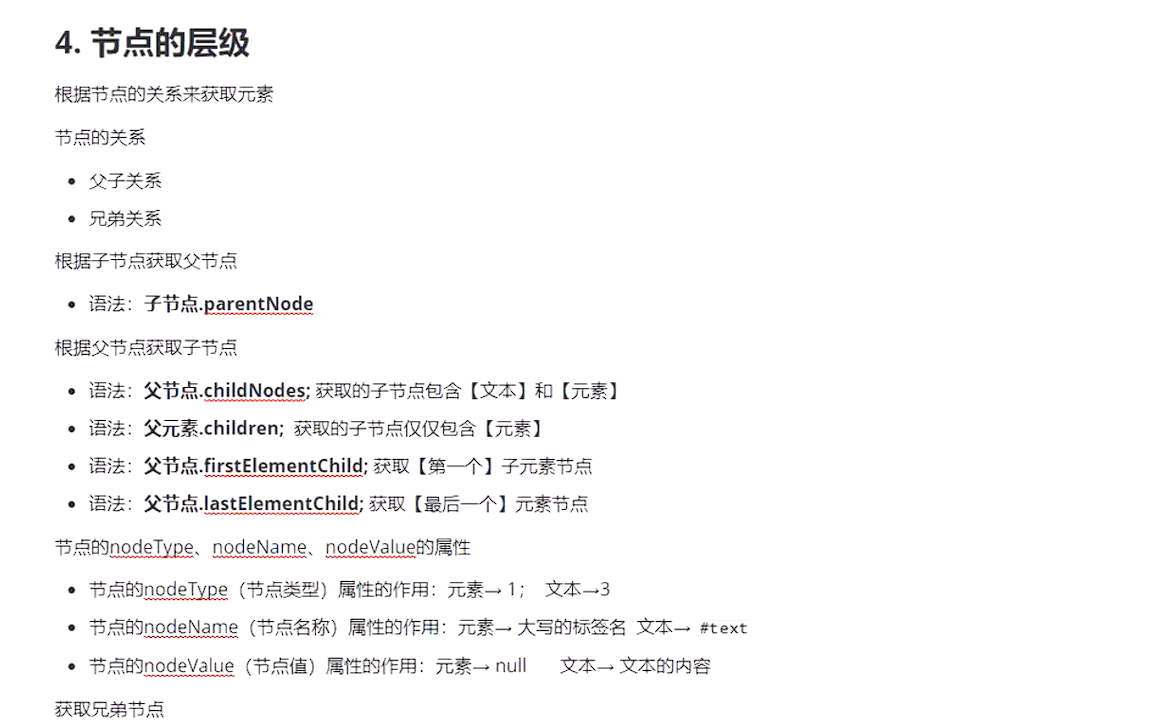 4. 节点的层级
根据节点的关系来获取元素
节点的关系
• 父子关系
• 兄弟关系
根据子节点获取父节点
• 语法：子节点.parentNode
根据父节点获取子节点
• 语法：父节点.childNodes; 获取的子节点包含【文本】和【元素】
• 语法：父元素.children; 获取的子节点仅仅包含【元素】
• 语法：父节点.firstElementChild; 获取【第一个】子元素节点
• 语法：父节点.lastElementChild; 获取【最后一个】元素节点
节点的nodeType、nodeName、nodeValue的属性
• 节点的nodeType（节点类型）属性的作用：元素→ 1； 文本→3
• 节点的nodeName（节点名称）属性的作用：元素→ 大写的标签名 文本→ #text
• 节点的nodeValue（节点值）属性的作用：元素→ null 文本→ 文本的内容
获取兄弟节点